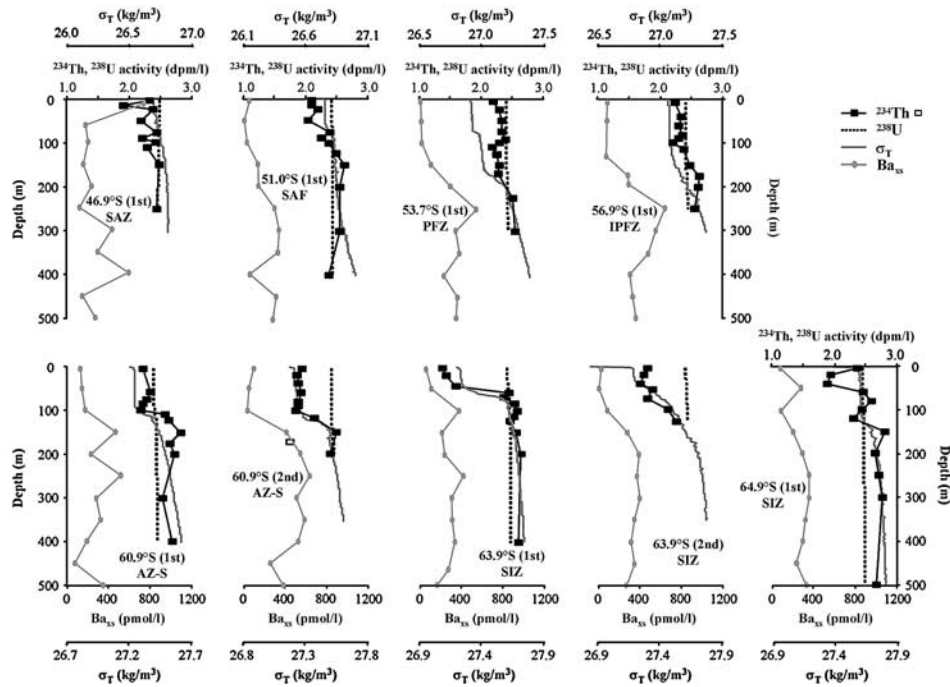 σT (kg/m³) σT (kg/m³) σT (kg/m³) σT (kg/m³)
26.2 26.6 27.0 26.1 26.6 27.1 26.5 27.0 27.5 26.6 27.1 27.6
²³⁴Th, ²³⁸U activity (dpm/l) ²³⁴Th, ²³⁸U activity (dpm/l) ²³⁴Th, ²³⁸U activity (dpm/l) ²³⁴Th, ²³⁸U activity (dpm/l)
1.0 2.0 3.0 1.0 2.0 3.0 1.0 2.0 3.0 1.0 2.0 3.0
0 0
100 100
200 200
300 300
400 400
500 500
Depth (m)
Depth (m)
46.9°S (1st)
SAZ
51.0°S (1st)
SAF
53.7°S (1st)
PFZ
56.9°S (1st)
IPFZ
²³⁴Th
²³⁸U
σT
Baxs
²³⁴Th, ²³⁸U activity (dpm/l)
1.0 2.0 3.0
0 0
100 100
200 200
300 300
400 400
500 500
Depth (m)
Depth (m)
60.9°S (1st)
AZ-S
60.9°S (2nd)
AZ-S
63.9°S (1st)
SIZ
63.9°S (2nd)
SIZ
64.9°S (1st)
SIZ
0 400 800 1200 0 400 800 1200 0 400 800 1200 0 400 800 1200 0 400 800 1200
Baxs (pmol/l) Baxs (pmol/l) Baxs (pmol/l) Baxs (pmol/l) Baxs (pmol/l)
26.7 27.2 27.7 26.8 27.3 27.8 26.9 27.4 27.9 26.9 27.4 27.9 26.9 27.4 27.9
σT (kg/m³) σT (kg/m³) σT (kg/m³) σT (kg/m³) σT (kg/m³)